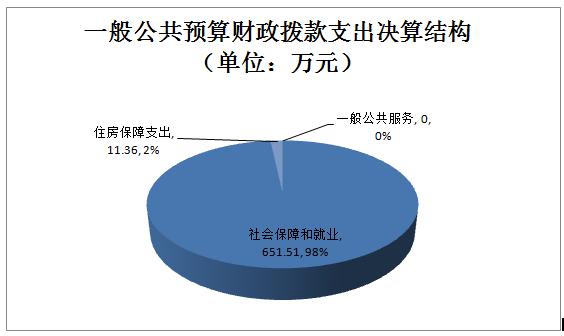 一般公共预算财政拨款支出决算结构
（单位：万元）
一般公共服务, 0,
0%
住房保障支出,
11.36, 2%
社会保障和就业,
651.51, 98%